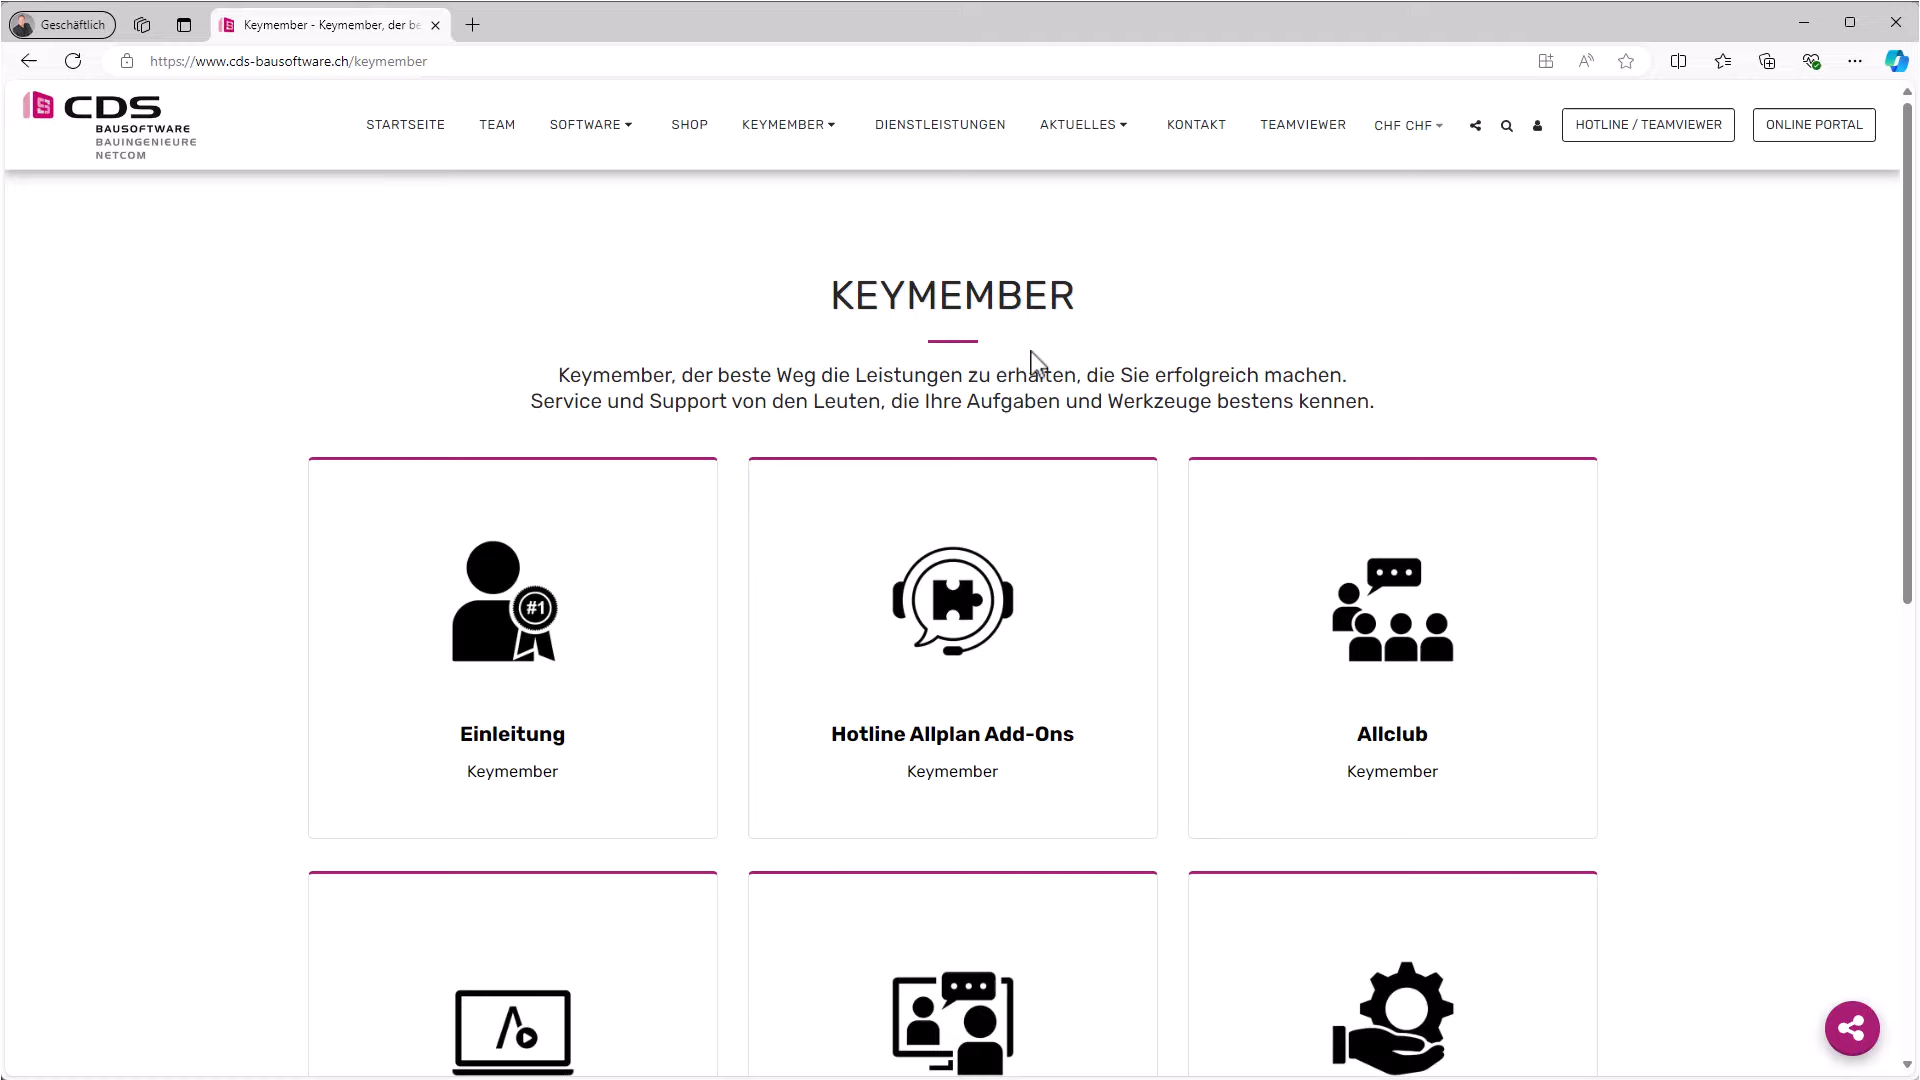 Geschäftlich
Keymember - Keymember, der be
https://www.cds-bausoftware.ch/keymember
CDS
BAUSOFTWARE
BAUINGENIEURE
NETCOM
STARTSEITE
TEAM
SOFTWARE
SHOP
KEYMEMBER
DIENSTLEISTUNGEN
AKTUELLES
KONTAKT
TEAMVIEWER
CHF CHF
HOTLINE / TEAMVIEWER
ONLINE PORTAL
KEYMEMBER
Keymember, der beste Weg die Leistungen zu erhalten, die Sie erfolgreich machen.
Service und Support von den Leuten, die Ihre Aufgaben und Werkzeuge bestens kennen.
#1
Einleitung
Keymember
Hotline Allplan Add-Ons
Keymember
Allclub
Keymember